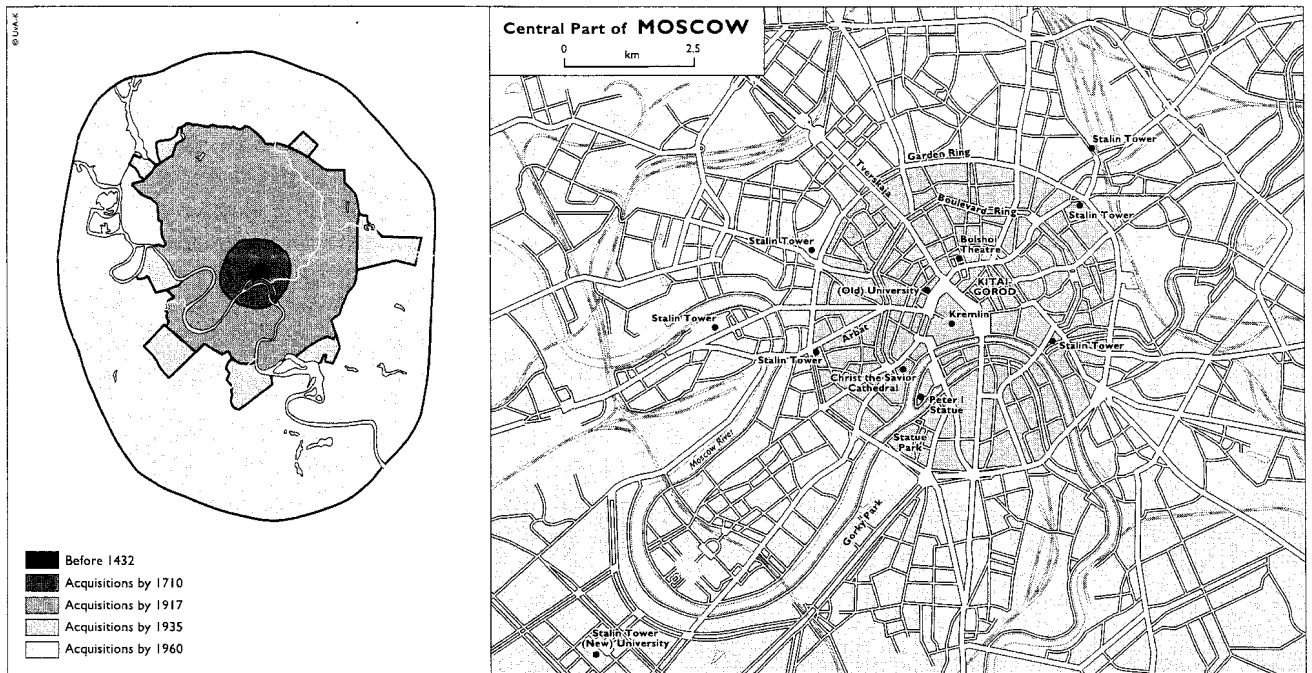 © UvA-K
Before 1432
Acquisitions by 1710
Acquisitions by 1917
Acquisitions by 1935
Acquisitions by 1960
Central Part of MOSCOW
0 2.5
km
Stalin Tower
Garden Ring
Tverskaia
Boulevard Ring
Stalin Tower
Stalin Tower
Bolshoi
Theatre
(Old) University
KITAI
GOROD
Kremlin
Stalin Tower
Arbat
Stalin Tower
Stalin Tower
Christ the Savior
Cathedral
Peter I
Statue
Statue
Park
Moscow River
Gorky Park
Stalin Tower
(New) University